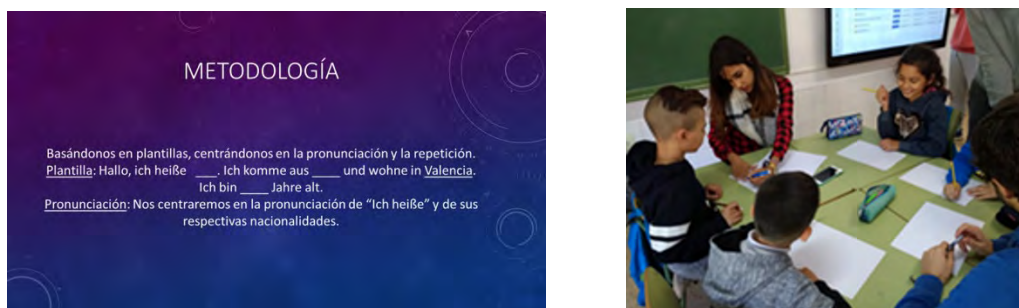 METODOLOGÍA
Basándonos en plantillas, centrándonos en la pronunciación y la repetición.
Plantilla: Hallo, ich heiße ___. Ich komme aus ____ und wohne in Valencia.
Ich bin ____ Jahre alt.
Pronunciación: Nos centraremos en la pronunciación de “Ich heiße” y de sus
respectivas nacionalidades.